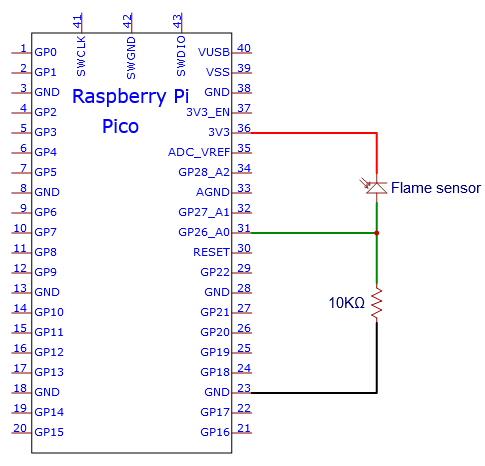 41 42 43
SWCLK SWGND SWDIO
Raspberry Pi
Pico
1 GP0 VUSB 40
2 GP1 VSS 39
3 GND GND 38
4 GP2 3V3_EN 37
5 GP3 3V3 36
6 GP4 ADC_VREF 35
7 GP5 GP28_A2 34
8 GND AGND 33
9 GP6 GP27_A1 32
10 GP7 GP26_A0 31
11 GP8 RESET 30
12 GP9 GP22 29
13 GND GND 28
14 GP10 GP21 27
15 GP11 GP20 26
16 GP12 GP19 25
17 GP13 GP18 24
18 GND GND 23
19 GP14 GP17 22
20 GP15 GP16 21
Flame sensor
10KΩ